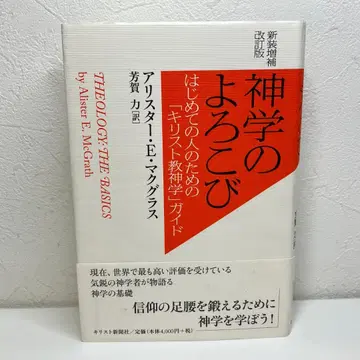 新装増補
改訂版
神学の
よろこび
はじめての人のための
「キリスト教神学」ガイド
アリスター・E・マクグラス
芳賀 力［訳］
THEOLOGY: THE BASICS
by Alister E. McGrath
現在、世界で最も高い評価を受けている
気鋭の神学者が物語る
神学の基礎
信仰の足腰を鍛えるために
神学を学ぼう！
キリスト新聞社／定価（本体4,000円+税）